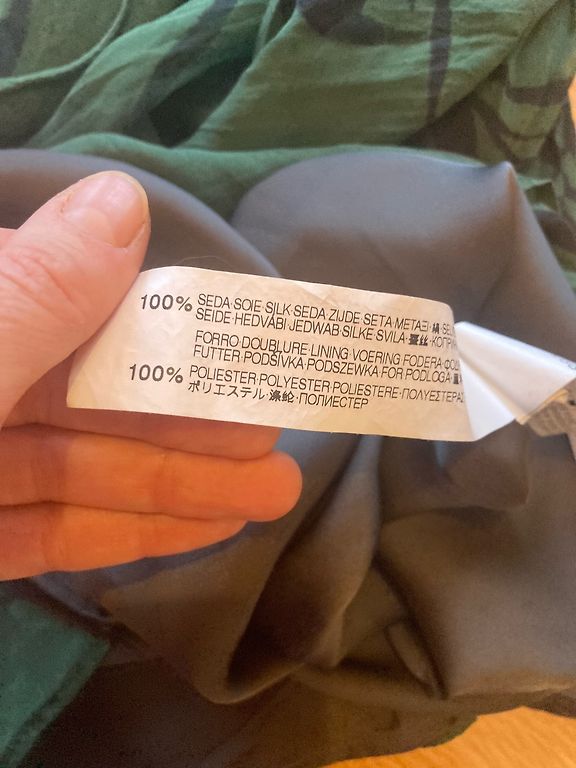 100% SEDA·SOIE·SILK·SEDA ZIJDE·SETA·ΜΕΤΑΞΙ·絹
SEIDE·HEDVÁBÍ·JEDWAB·SILKE·SVILA·蚕丝
FORRO·DOUBLURE·LINING·VOERING·FODERA
FUTTER·PODŠÍVKA·PODSZEWKA·FOR·PODLOGA
100% POLIESTER·POLYESTER·POLIESTERE·ΠΟΛΥΕΣΤΕΡΑΣ
ポリエステル·涤纶·ПОЛИЕСТЕР